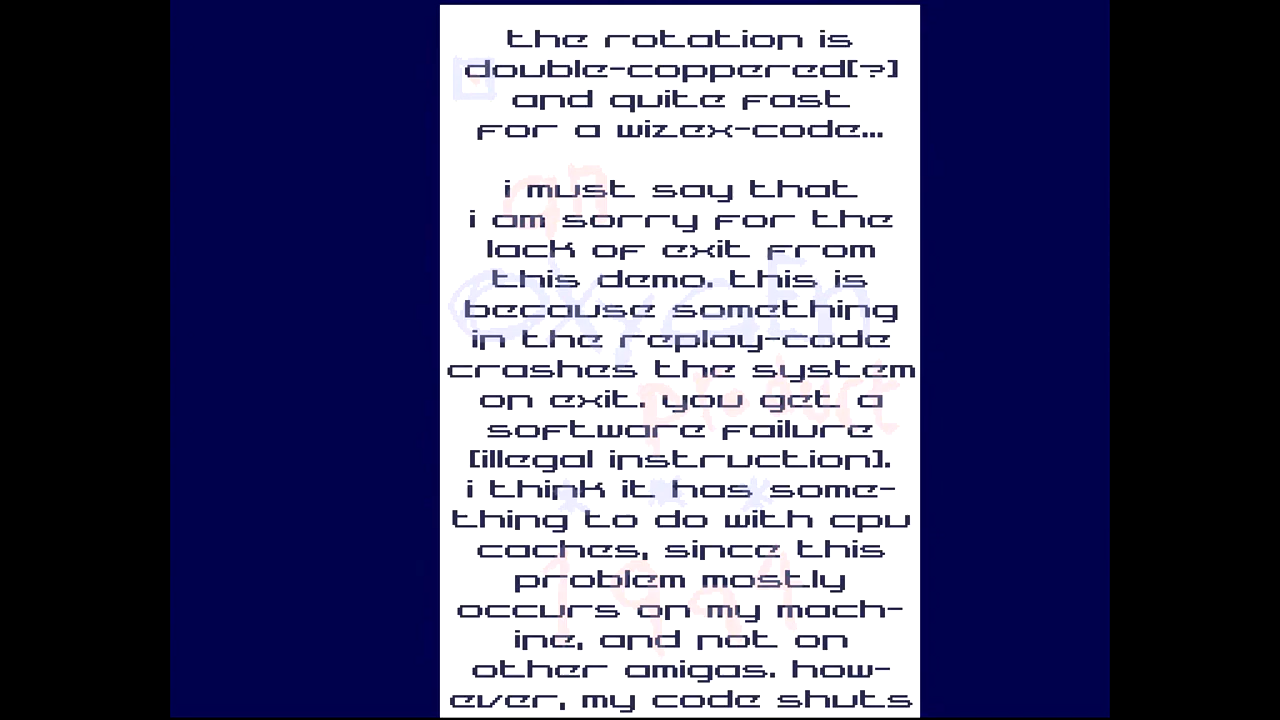 the rotation is
double-coppered[?]
and quite fast
for a wizex-code...
i must say that
i am sorry for the
lack of exit from
this demo. this is
because something
in the replay-code
crashes the system
on exit. you get a
software failure
[illegal instruction].
i think it has some-
thing to do with cpu
caches, since this
problem mostly
occurs on my mach-
ine, and not on
other amigas. how-
ever, my code shuts
an
OxyGEn
product
* * *